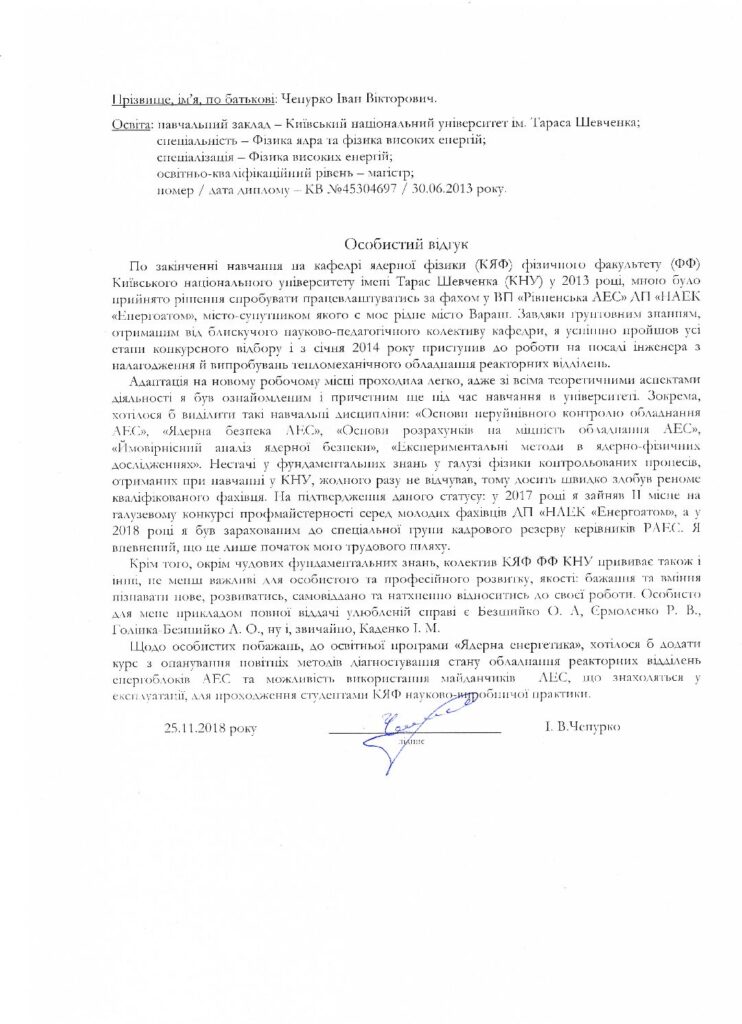 Прізвище, ім'я, по батькові: Чепурко Іван Вікторович.
Освіта: навчальний заклад – Київський національний університет ім. Тараса Шевченка;
спеціальність – Фізика ядра та фізика високих енергій;
спеціалізація – Фізика високих енергій;
освітньо-кваліфікаційний рівень – магістр;
номер / дата диплому – КВ №45304697 / 30.06.2013 року.
Особистий відгук
По закінченні навчання на кафедрі ядерної фізики (КЯФ) фізичного факультету (ФФ)
Київського національного університету імені Тарас Шевченка (КНУ) у 2013 році, мною було
прийнято рішення спробувати працевлаштуватись за фахом у ВП «Рівненська АЕС» ДП «НАЕК
«Енергоатом», місто-супутником якого є моє рідне місто Вараш. Завдяки ґрунтовним знанням,
отриманим від блискучого науково-педагогічного колективу кафедри, я успішно пройшов усі
етапи конкурсного відбору і з січня 2014 року приступив до роботи на посаді інженера з
налагодження й випробувань тепломеханічного обладнання реакторних відділень.
Адаптація на новому робочому місці проходила легко, адже зі всіма теоретичними аспектами
діяльності я був ознайомленим і причетним ще під час навчання в університеті. Зокрема,
хотілося б виділити такі навчальні дисципліни: «Основи неруйнівного контролю обладнання
АЕС», «Ядерна безпека АЕС», «Основи розрахунків на міцність обладнання АЕС»,
«Ймовірнісний аналіз ядерної безпеки», «Експериментальні методи в ядерно-фізичних
дослідженнях». Нестачі у фундаментальних знань у галузі фізики контрольованих процесів,
отриманих при навчанні у КНУ, жодного разу не відчував, тому досить швидко здобув реноме
кваліфікованого фахівця. На підтвердження даного статусу: у 2017 році я зайняв ІІ місце на
галузевому конкурсі профмайстерності серед молодих фахівців ДП «НАЕК «Енергоатом», а у
2018 році я був зарахованим до спеціальної групи кадрового резерву керівників РАЕС. Я
впевнений, що це лише початок мого трудового шляху.
Крім того, окрім чудових фундаментальних знань, колектив КЯФ ФФ КНУ прививає також і
інші, не менш важливі для особистого та професійного розвитку, якості: бажання та вміння
пізнавати нове, розвиватись, самовіддано та натхненно відноситись до своєї роботи. Особисто
для мене прикладом повної віддачі улюбленій справі є Безшийко О. А, Єрмоленко Р. В.,
Голінка-Безшийко Л. О., ну і, звичайно, Каденко І. М.
Щодо особистих побажань, до освітньої програми «Ядерна енергетика», хотілося б додати
курс з опанування новітніх методів діагностування стану обладнання реакторних відділень
енергоблоків АЕС та можливість використання майданчиків АЕС, що знаходяться у
експлуатації, для проходження студентами КЯФ науково-виробничої практики.
25.11.2018 року І. В.Чепурко
підпис